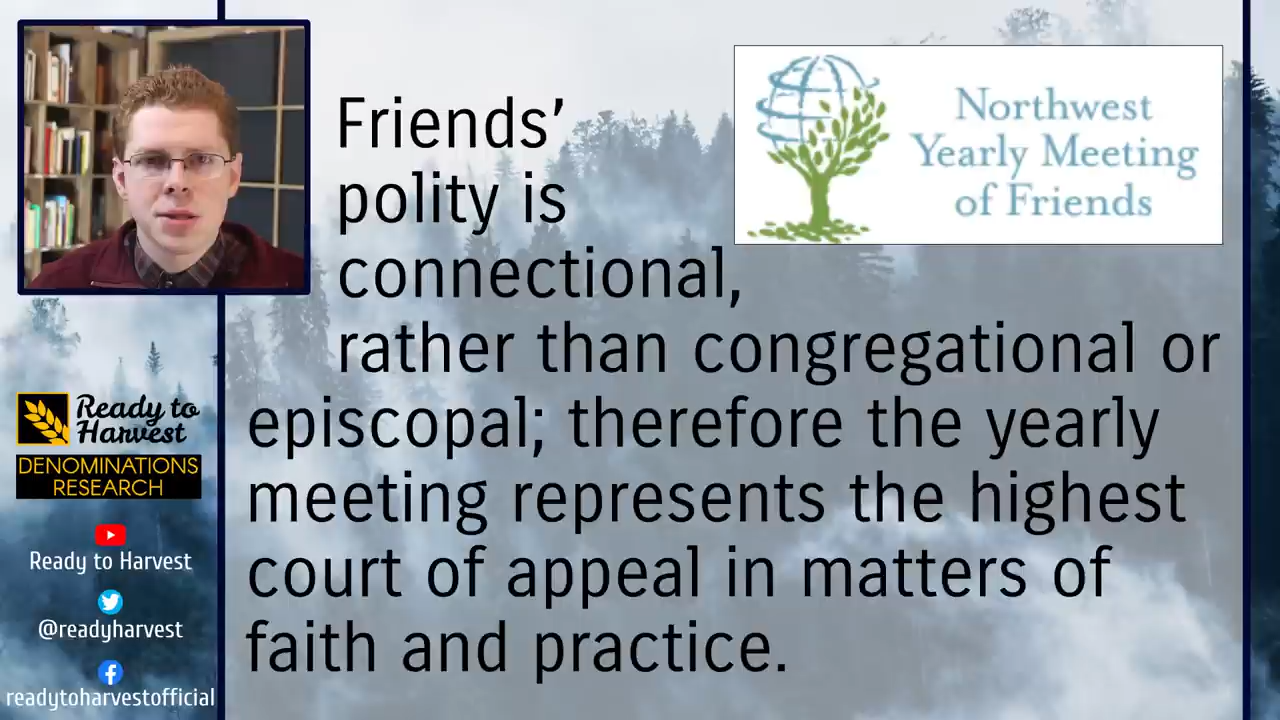 Friends’
polity is
connectional,
rather than congregational or
episcopal; therefore the yearly
meeting represents the highest
court of appeal in matters of
faith and practice.
Northwest
Yearly Meeting
of Friends
Ready to
Harvest
DENOMINATIONS
RESEARCH
Ready to Harvest
@readyharvest
readytoharvestofficial